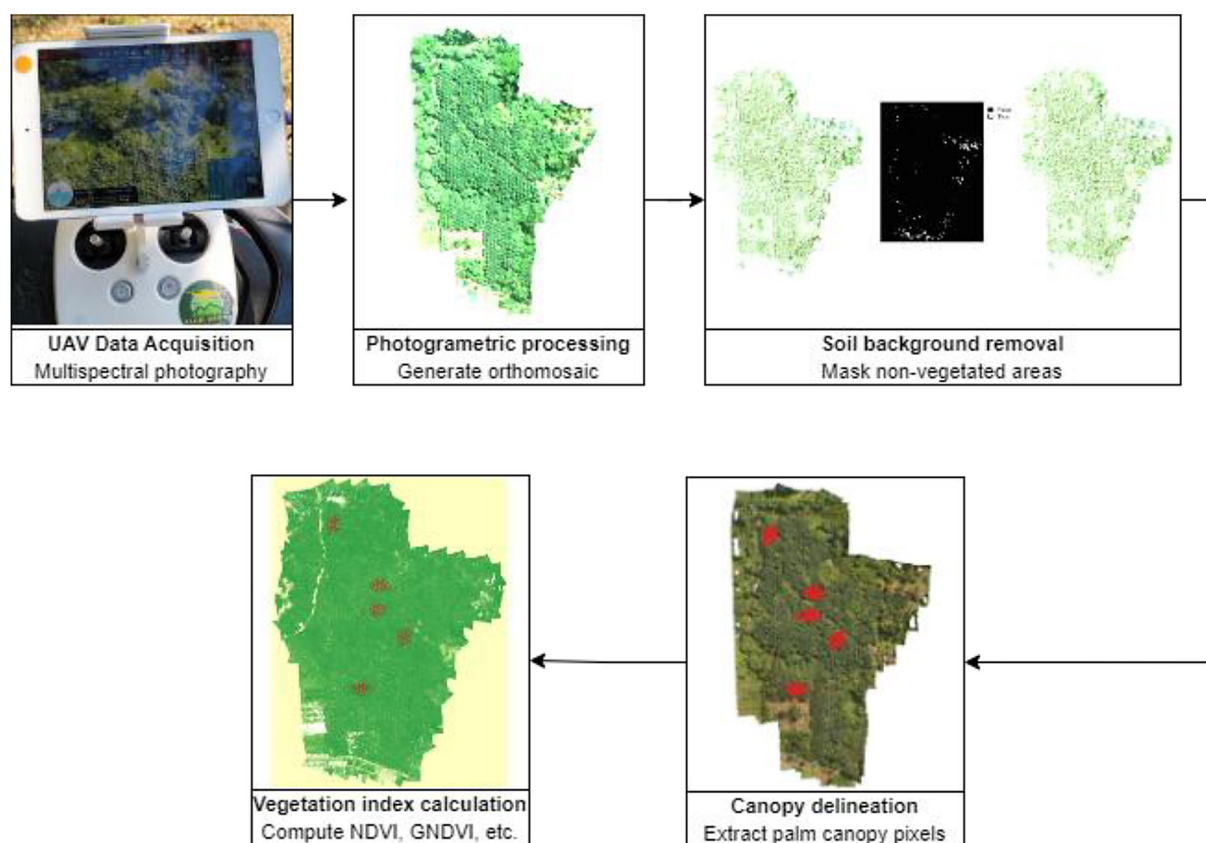 UAV Data Acquisition
Multispectral photography
Photogrametric processing
Generate orthomosaic
Soil background removal
Mask non-vegetated areas
Canopy delineation
Extract palm canopy pixels
Vegetation index calculation
Compute NDVI, GNDVI, etc.